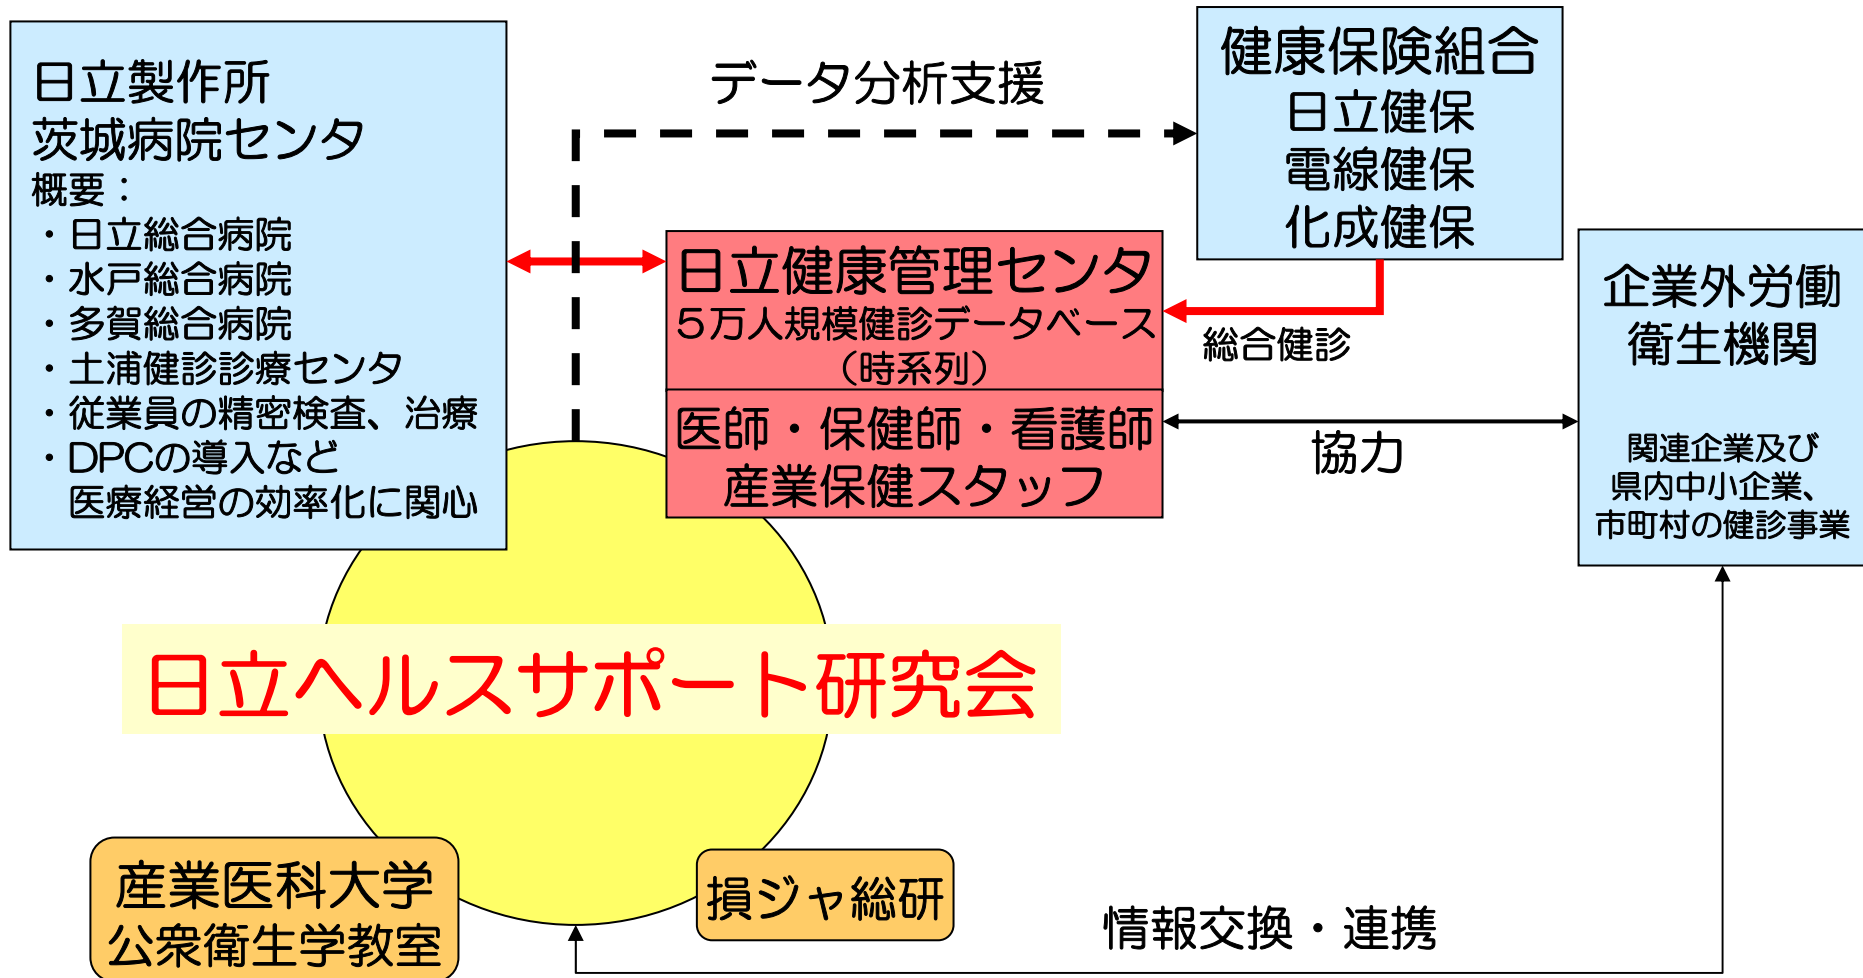 日立製作所
茨城病院センタ
概要：
・日立総合病院
・水戸総合病院
・多賀総合病院
・土浦健診診療センタ
・従業員の精密検査、治療
・DPCの導入など
医療経営の効率化に関心
データ分析支援
健康保険組合
日立健保
電線健保
化成健保
日立健康管理センタ
５万人規模健診データベース
（時系列）
医師・保健師・看護師
産業保健スタッフ
総合健診
協力
企業外労働
衛生機関
関連企業及び
県内中小企業、
市町村の健診事業
日立ヘルスサポート研究会
産業医科大学
公衆衛生学教室
損ジャ総研
情報交換・連携